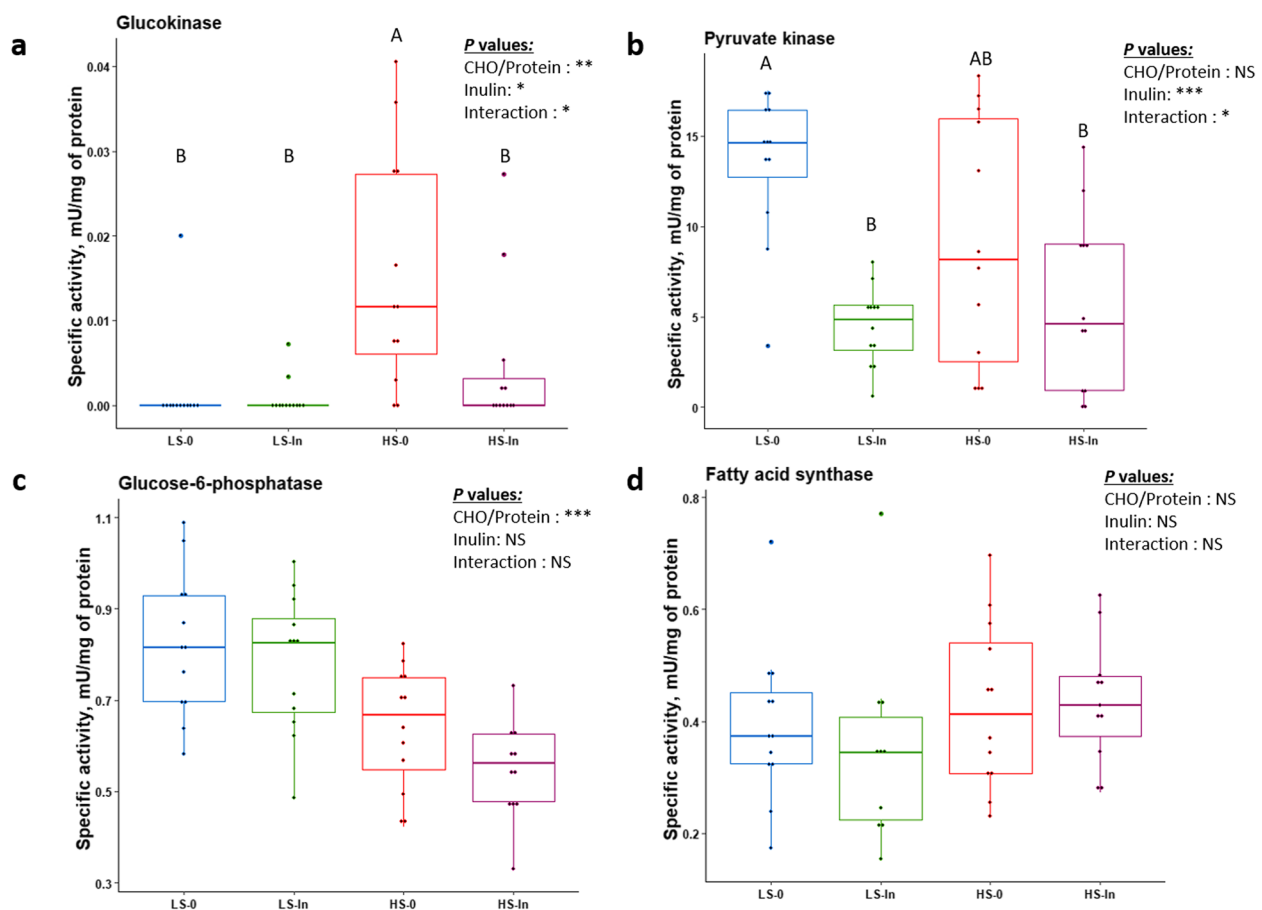 a
Glucokinase
Specific activity, mU/mg of protein
0.04
0.03
0.02
0.01
0.00
B
B
A
B
P values:
CHO/Protein : **
Inulin: *
Interaction : *
LS-0
LS-In
HS-0
HS-In
b
Pyruvate kinase
Specific activity, mU/mg of protein
15
10
5
0
A
B
AB
B
P values:
CHO/Protein : NS
Inulin: ***
Interaction : *
LS-0
LS-In
HS-0
HS-In
c
Glucose-6-phosphatase
Specific activity, mU/mg of protein
1.1
0.9
0.7
0.5
0.3
P values:
CHO/Protein : ***
Inulin: NS
Interaction : NS
LS-0
LS-In
HS-0
HS-In
d
Fatty acid synthase
Specific activity, mU/mg of protein
0.8
0.6
0.4
0.2
P values:
CHO/Protein : NS
Inulin: NS
Interaction : NS
LS-0
LS-In
HS-0
HS-In